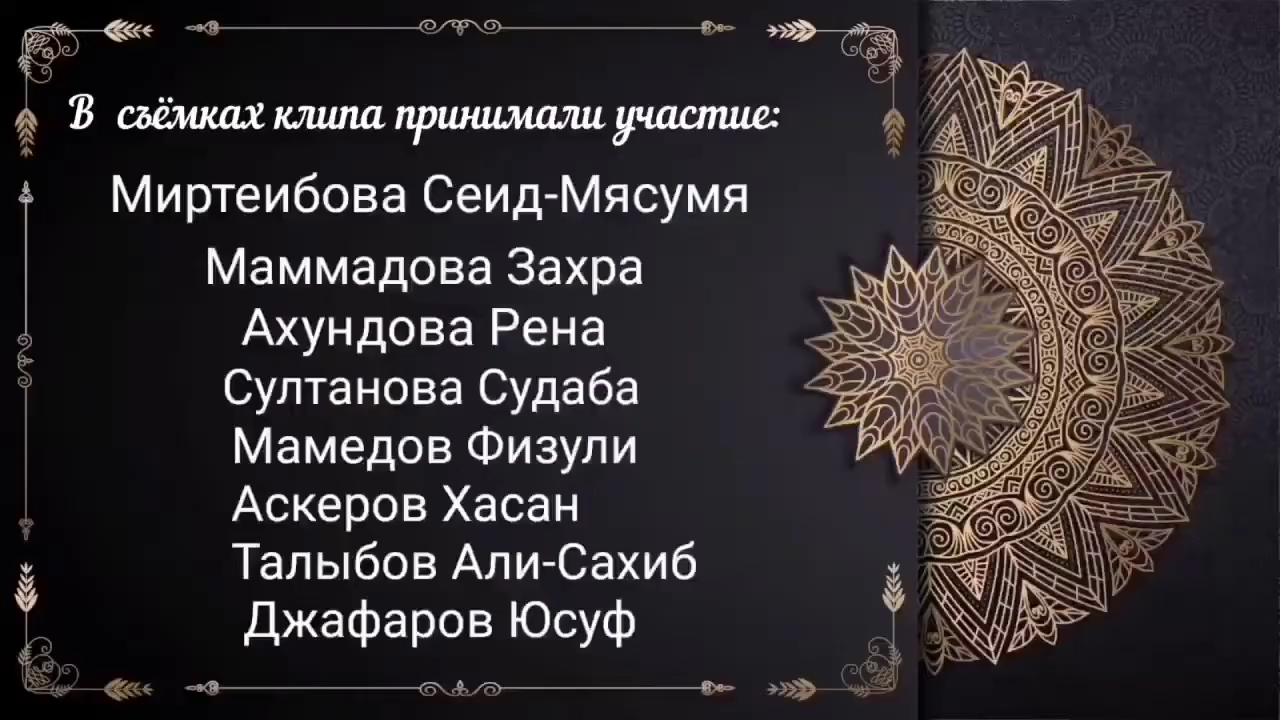 В съёмках клипа принимали участие:
Миртеибова Сеид-Мясумя
Маммадова Захра
Ахундова Рена
Султанова Судаба
Мамедов Физули
Аскеров Хасан
Талыбов Али-Сахиб
Джафаров Юсуф